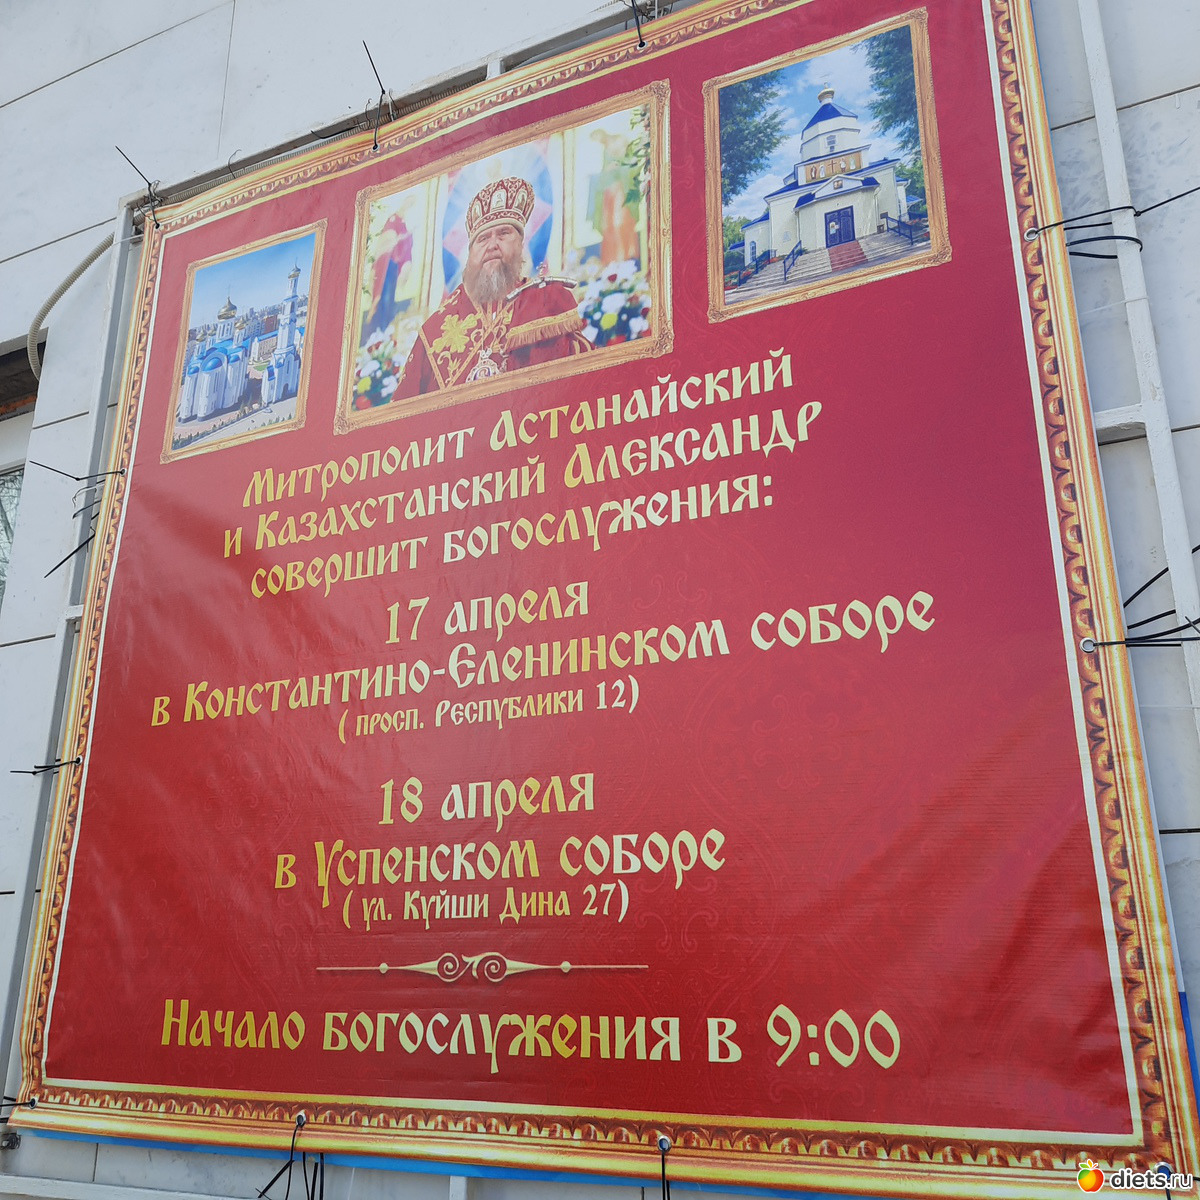 Митрополит Астанайский
и Казахстанский Александр
совершит богослужения:
17 апреля
в Константино-Еленинском соборе
( просп. Республики 12)
18 апреля
в Успенском соборе
( ул. Куйши Дина 27)
Начало богослужения в 9:00
diets.ru